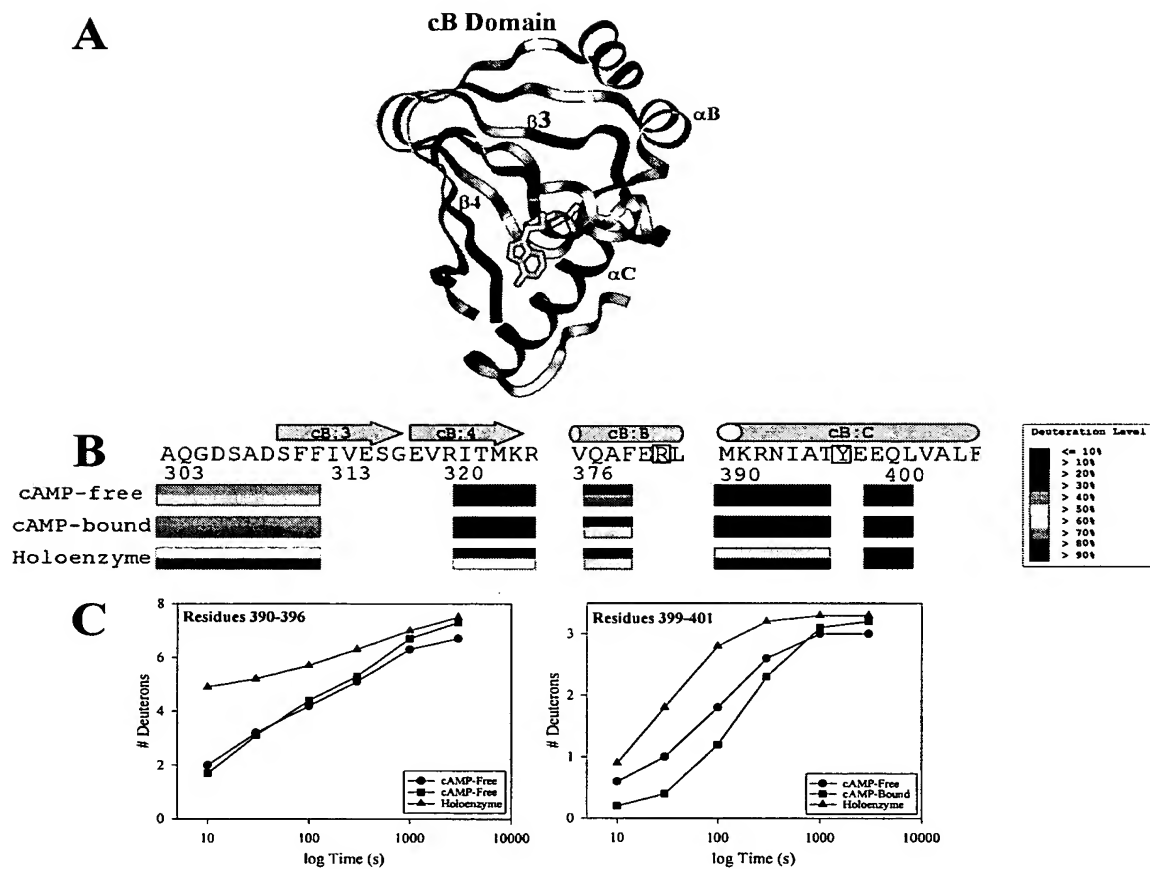 A
cB Domain
αB
β3
β4
αC
B
cB:3 cB:4 cB:B cB:C
AQGDSADSFFIVESGEVRITMKR VQAFERL MKRNIATYEEQLVALF
303 313 320 376 390 400
cAMP-free
cAMP-bound
Holoenzyme
Deuteration Level
<= 10%
> 10%
> 20%
> 30%
> 40%
> 50%
> 60%
> 70%
> 80%
> 90%
C
Residues 390-396
# Deuterons
8
6
4
2
0
10 100 1000 10000
log Time (s)
cAMP-Free
cAMP-Free
Holoenzyme
Residues 399-401
# Deuterons
3
2
1
0
10 100 1000 10000
log Time (s)
cAMP-Free
cAMP-Bound
Holoenzyme